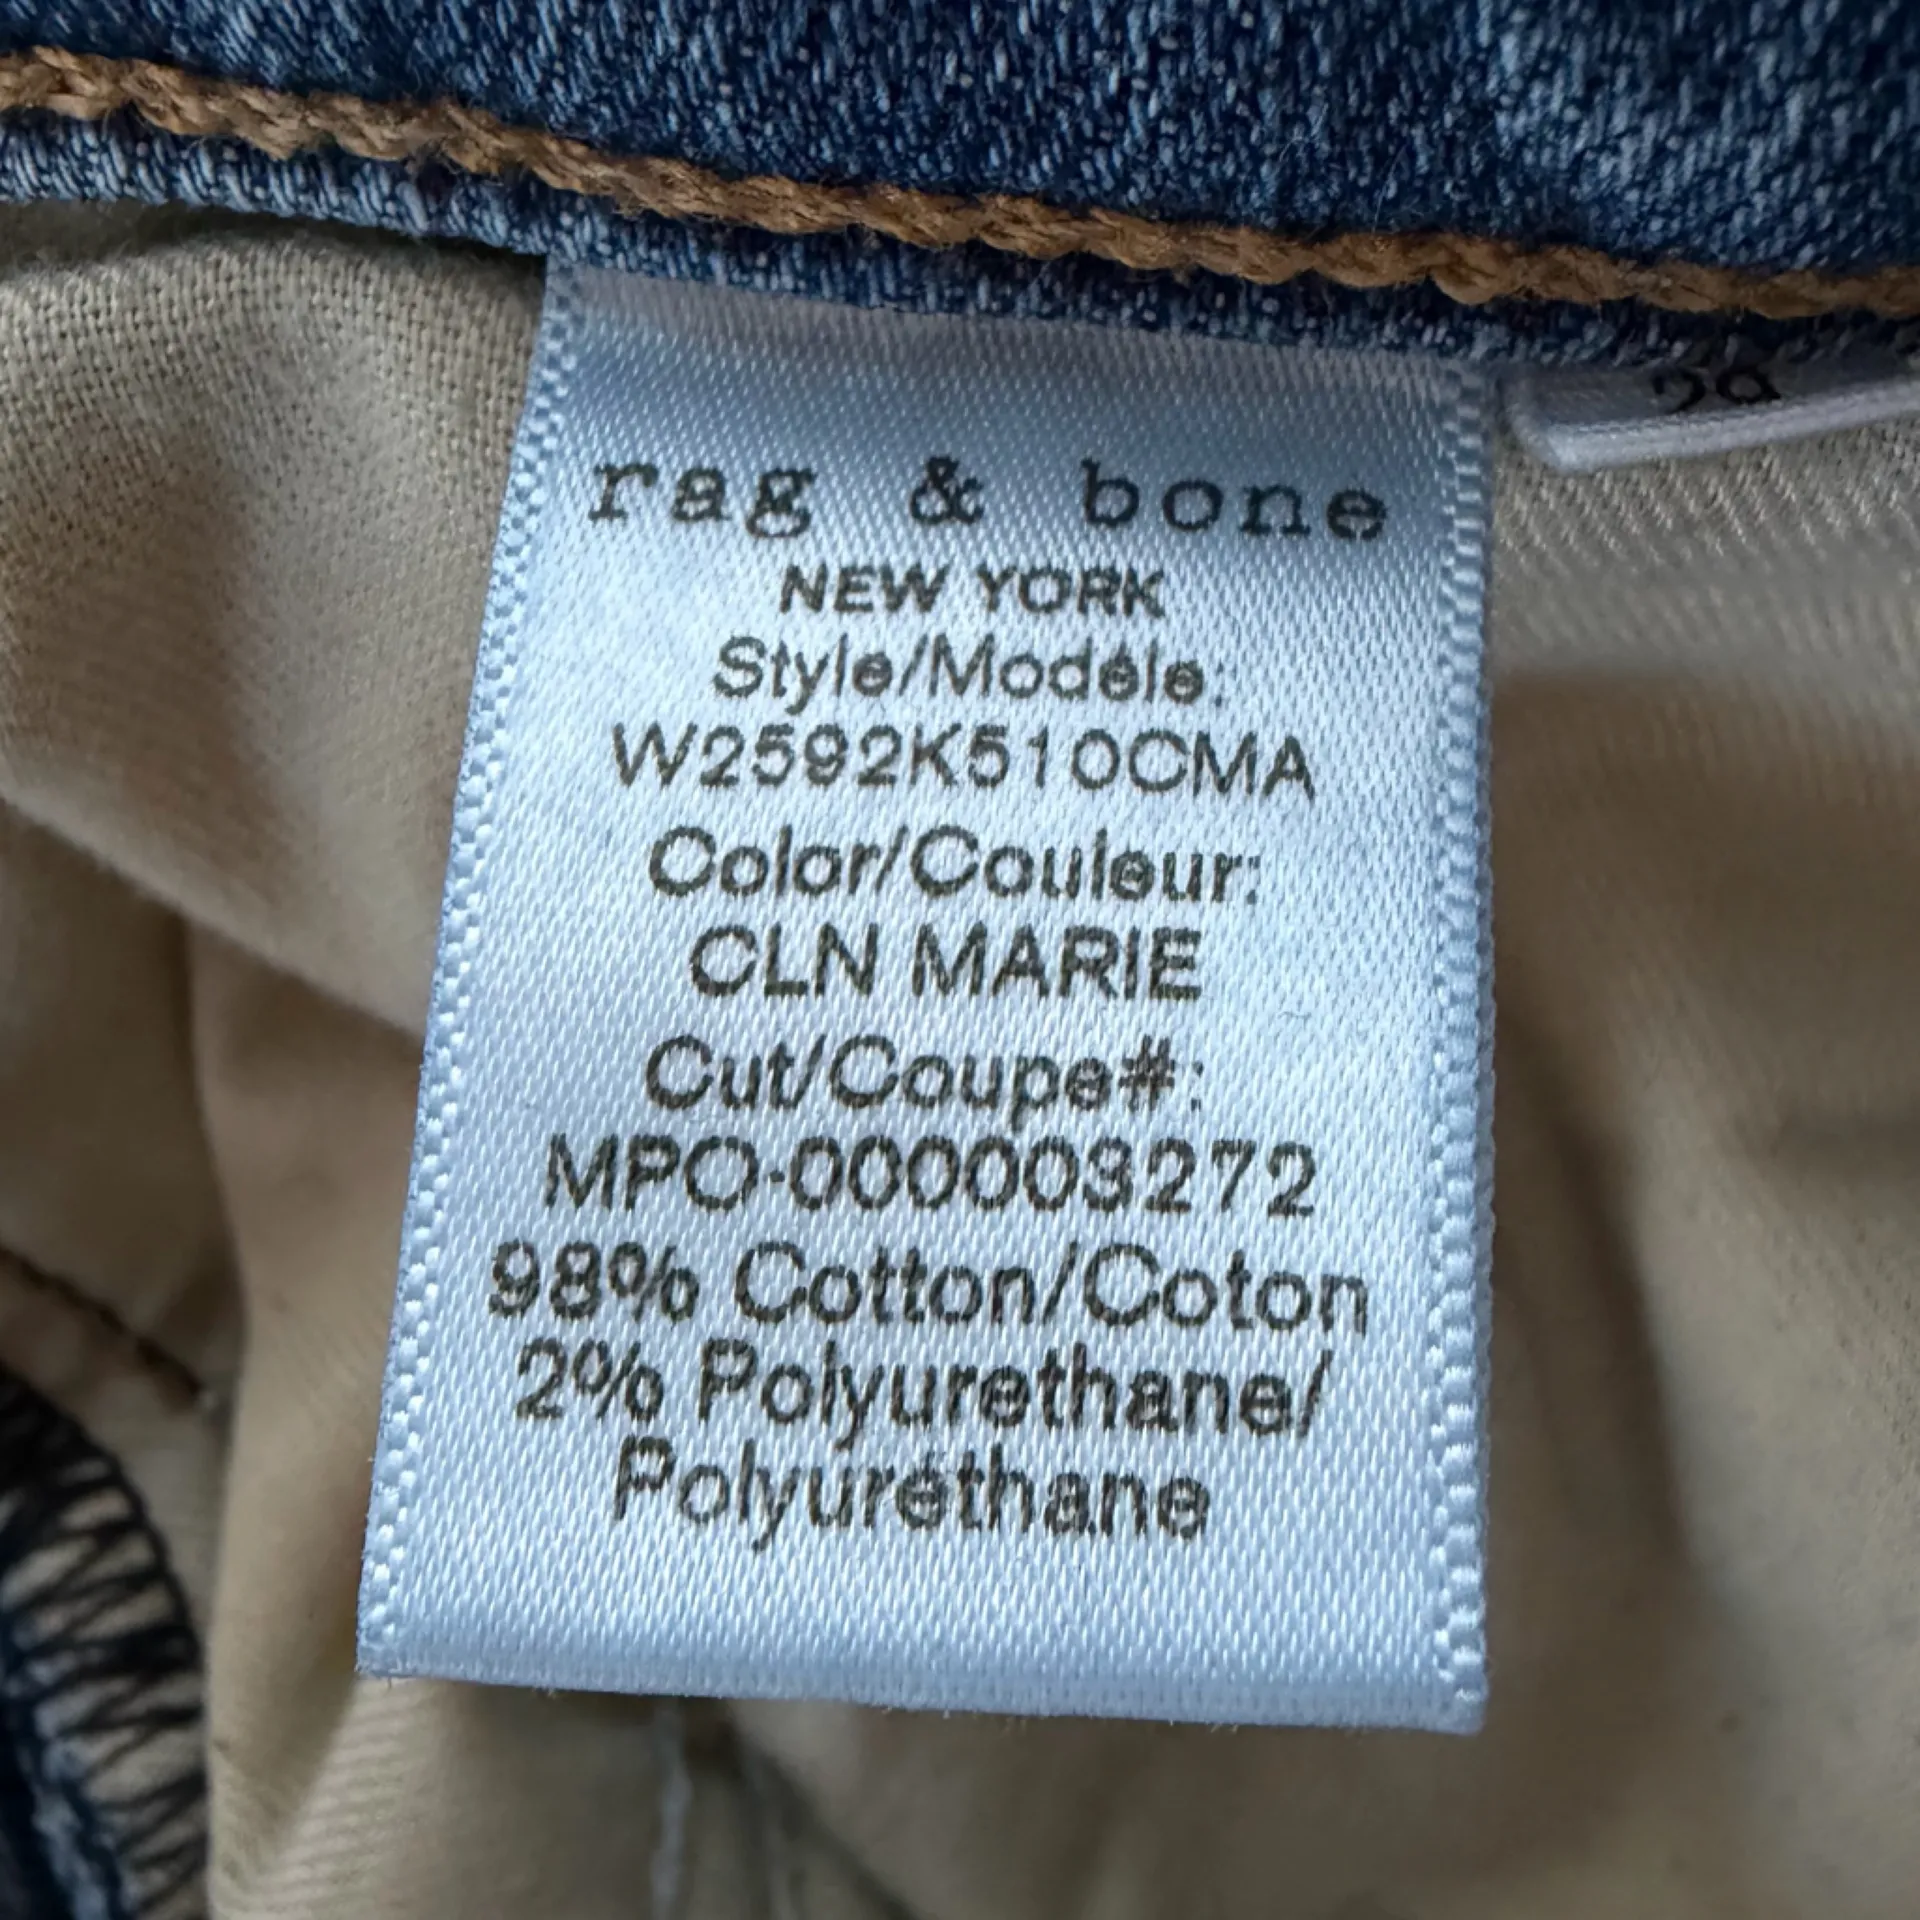 rag & bone
NEW YORK
Style/Modèle:
W2592K510CMA
Color/Couleur:
CLN MARIE
Cut/Coupe#:
MPO-000003272
98% Cotton/Coton
2% Polyurethane/
Polyuréthane